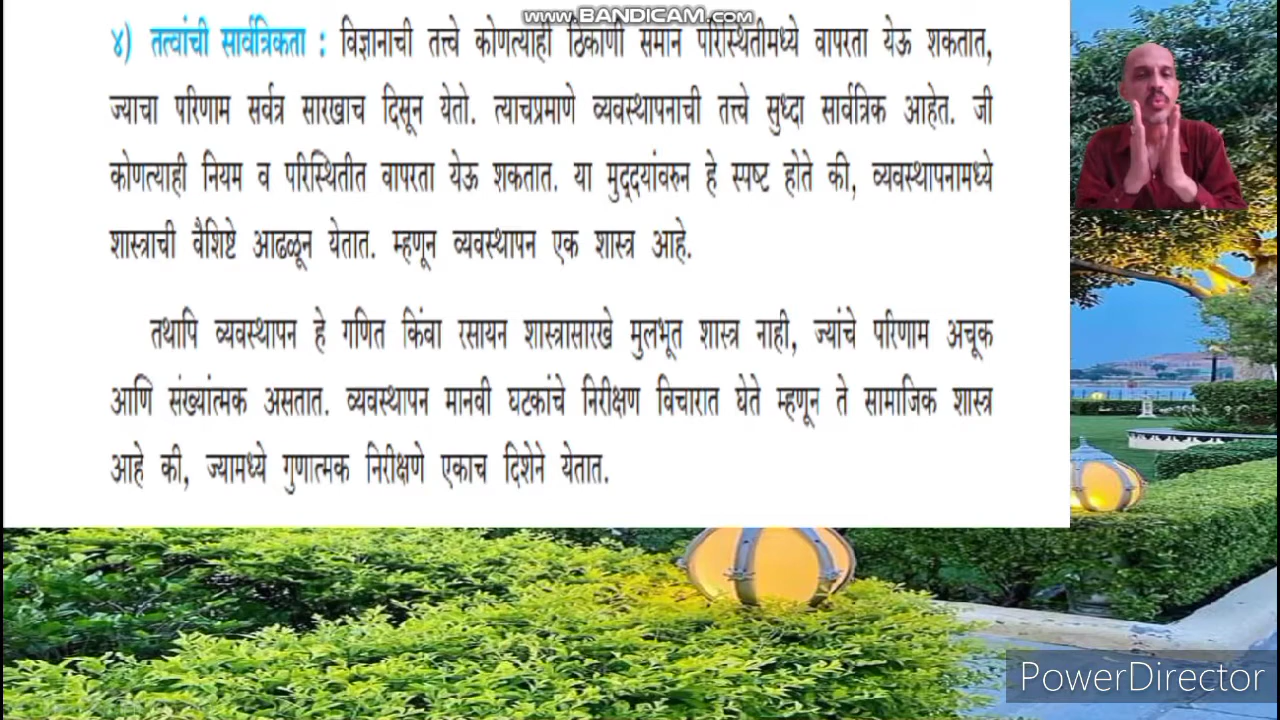 www.BANDICAM.com
४) तत्वांची सार्वत्रिकता : विज्ञानाची तत्त्वे कोणत्याही ठिकाणी समान परिस्थितीमध्ये वापरता येऊ शकतात,
ज्याचा परिणाम सर्वत्र सारखाच दिसून येतो. त्याचप्रमाणे व्यवस्थापनाची तत्त्वे सुध्दा सार्वत्रिक आहेत. जी
कोणत्याही नियम व परिस्थितीत वापरता येऊ शकतात. या मुद्दयांवरुन हे स्पष्ट होते की, व्यवस्थापनामध्ये
शास्त्राची वैशिष्टे आढळून येतात. म्हणून व्यवस्थापन एक शास्त्र आहे.
तथापि व्यवस्थापन हे गणित किंवा रसायन शास्त्रासारखे मुलभूत शास्त्र नाही, ज्यांचे परिणाम अचूक
आणि संख्यांत्मक असतात. व्यवस्थापन मानवी घटकांचे निरीक्षण विचारात घेते म्हणून ते सामाजिक शास्त्र
आहे की, ज्यामध्ये गुणात्मक निरीक्षणे एकाच दिशेने येतात.
PowerDirector